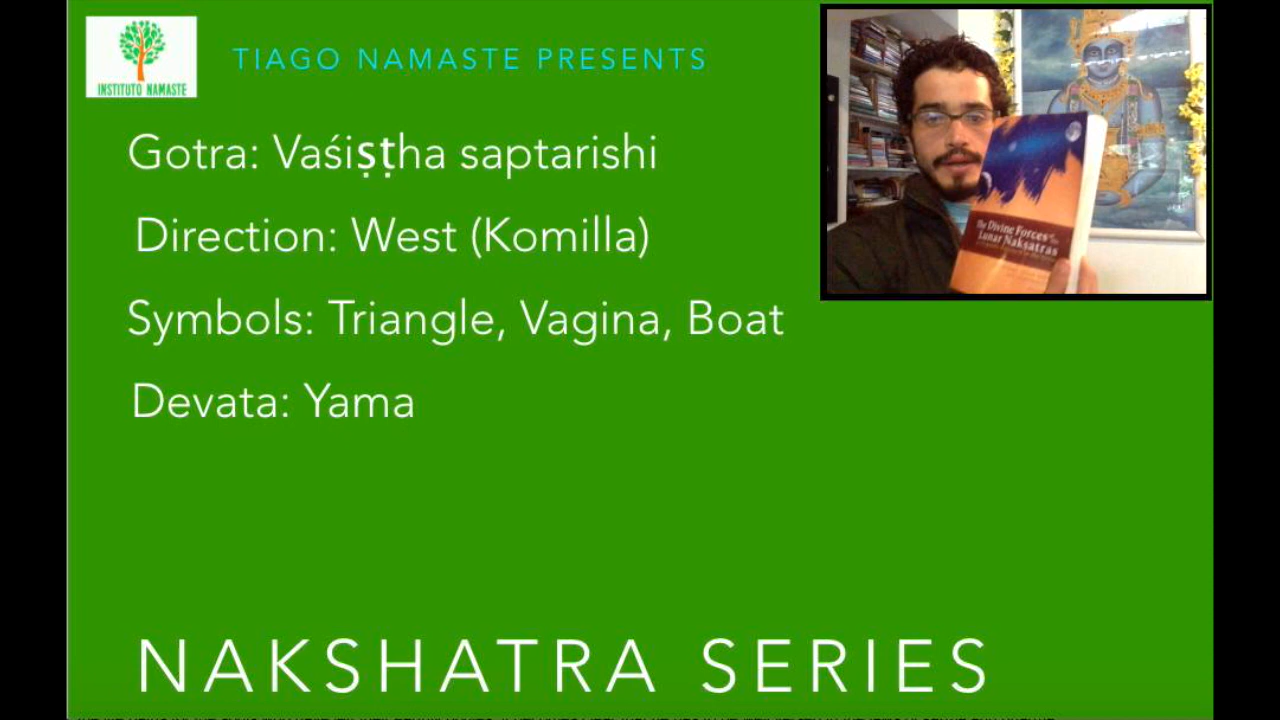 INSTITUTO NAMASTE
TIAGO NAMASTE PRESENTS
Gotra: Vaśiṣṭha saptarishi
Direction: West (Komilla)
Symbols: Triangle, Vagina, Boat
Devata: Yama
The Divine Forces of the
Lunar Naksatras
NAKSHATRA SERIES